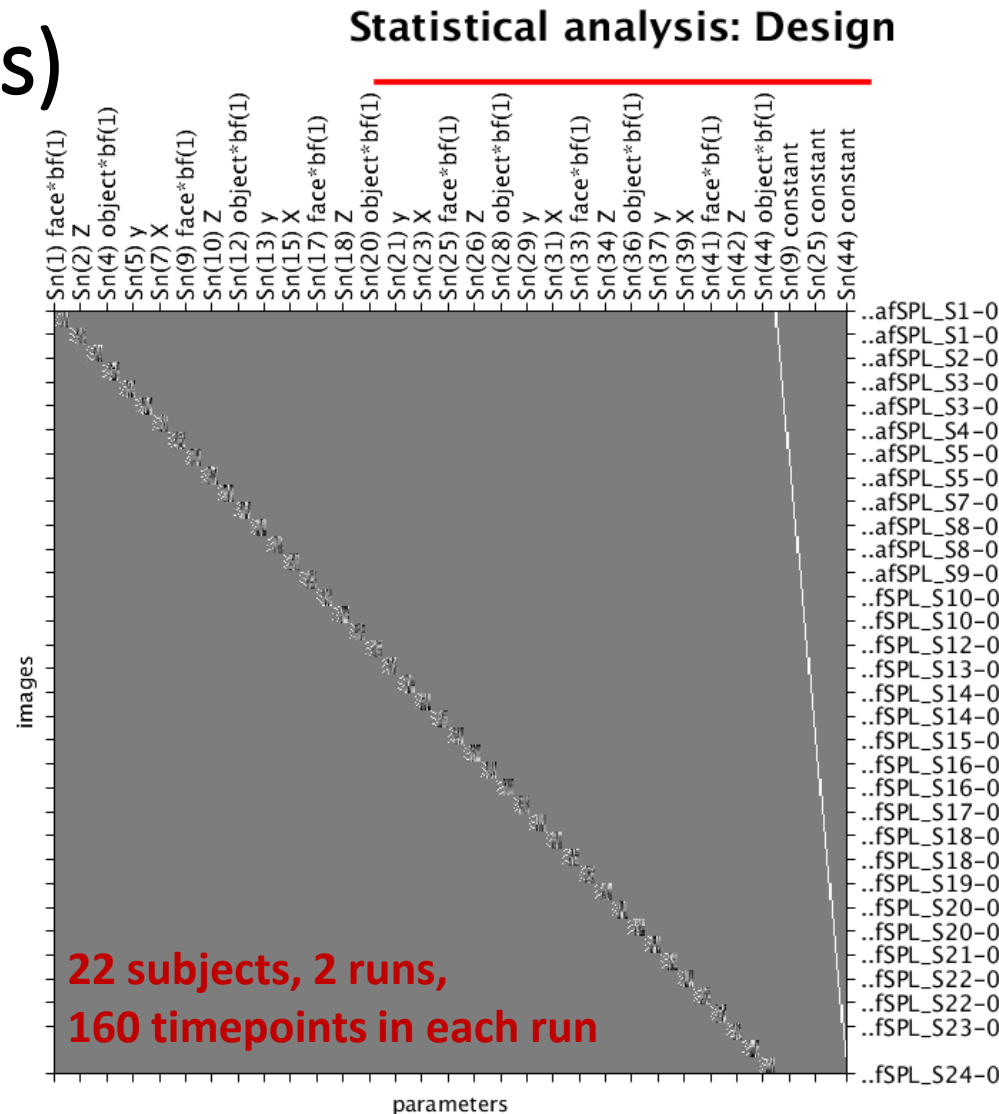 s)
Statistical analysis: Design
Sn(1) face*bf(1)
Sn(2) Z
Sn(4) object*bf(1)
Sn(5) y
Sn(7) X
Sn(9) face*bf(1)
Sn(10) Z
Sn(12) object*bf(1)
Sn(13) y
Sn(15) X
Sn(17) face*bf(1)
Sn(18) Z
Sn(20) object*bf(1)
Sn(21) y
Sn(23) X
Sn(25) face*bf(1)
Sn(26) Z
Sn(28) object*bf(1)
Sn(29) y
Sn(31) X
Sn(33) face*bf(1)
Sn(34) Z
Sn(36) object*bf(1)
Sn(37) y
Sn(39) X
Sn(41) face*bf(1)
Sn(42) Z
Sn(44) object*bf(1)
Sn(9) constant
Sn(25) constant
Sn(44) constant
..afSPL_S1-0
..afSPL_S1-0
..afSPL_S2-0
..afSPL_S3-0
..afSPL_S3-0
..afSPL_S4-0
..afSPL_S5-0
..afSPL_S5-0
..afSPL_S7-0
..afSPL_S8-0
..afSPL_S8-0
..afSPL_S9-0
..fSPL_S10-0
..fSPL_S10-0
..fSPL_S12-0
..fSPL_S13-0
..fSPL_S14-0
..fSPL_S14-0
..fSPL_S15-0
..fSPL_S16-0
..fSPL_S16-0
..fSPL_S17-0
..fSPL_S18-0
..fSPL_S18-0
..fSPL_S19-0
..fSPL_S20-0
..fSPL_S20-0
..fSPL_S21-0
..fSPL_S22-0
..fSPL_S22-0
..fSPL_S23-0
..fSPL_S24-0
images
22 subjects, 2 runs,
160 timepoints in each run
parameters